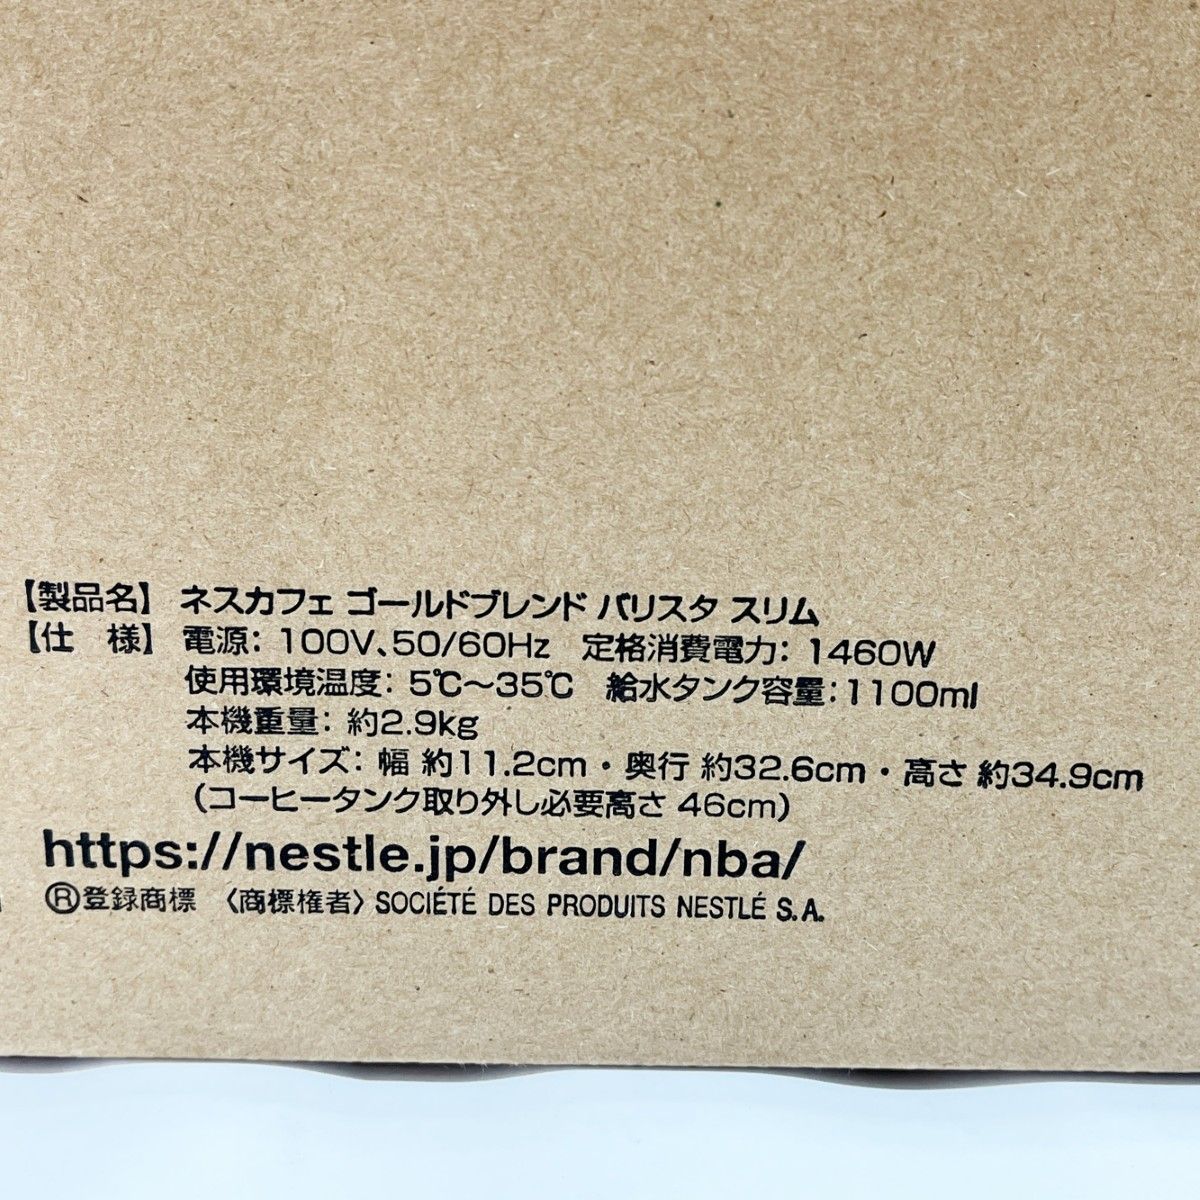 【製品名】 ネスカフェ ゴールドブレンド バリスタ スリム
【仕 様】 電源: 100V、50/60Hz 定格消費電力: 1460W
使用環境温度: 5℃～35℃ 給水タンク容量:1100ml
本機重量: 約2.9kg
本機サイズ: 幅 約11.2cm・奥行 約32.6cm・高さ 約34.9cm
(コーヒータンク取り外し必要高さ 46cm)
https://nestle.jp/brand/nba/
®登録商標 〈商標権者〉 SOCIÉTÉ DES PRODUITS NESTLÉ S.A.